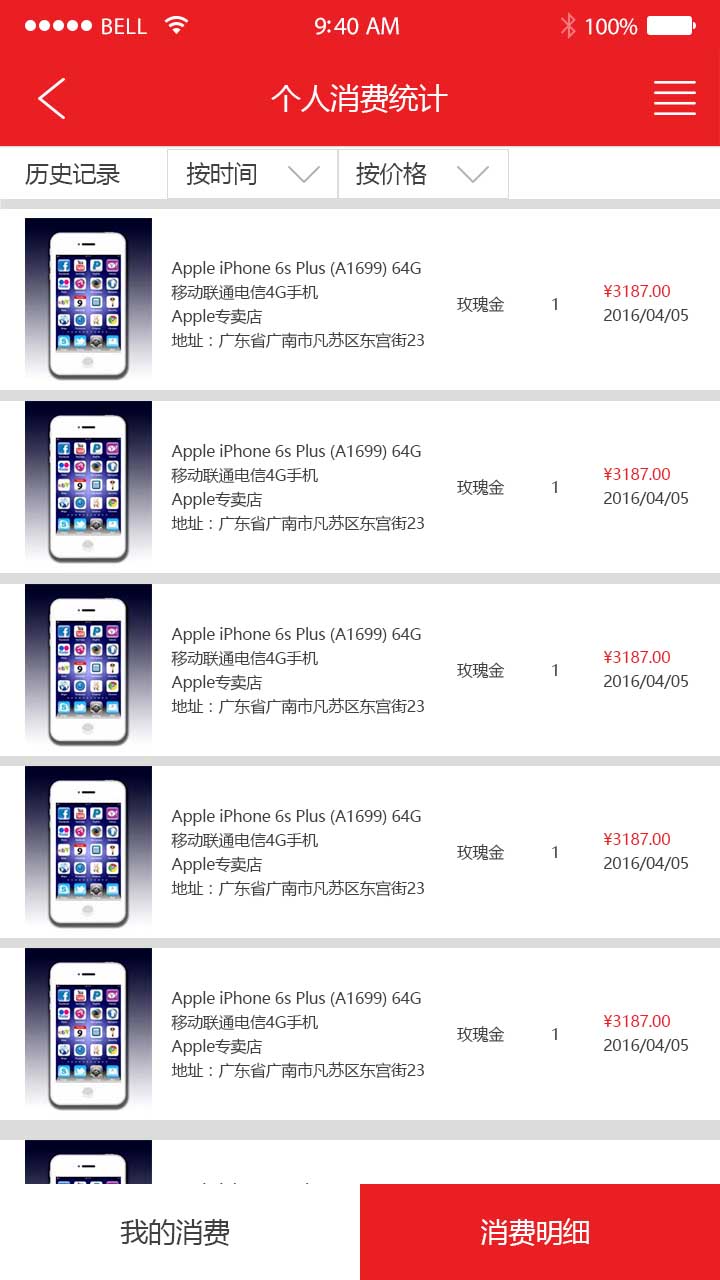 BELL 9:40 AM 100%
个人消费统计
历史记录 按时间 按价格
Apple iPhone 6s Plus (A1699) 64G
移动联通电信4G手机
Apple专卖店
地址：广东省广南市凡苏区东宫街23
玫瑰金 1
¥3187.00
2016/04/05
Apple iPhone 6s Plus (A1699) 64G
移动联通电信4G手机
Apple专卖店
地址：广东省广南市凡苏区东宫街23
玫瑰金 1
¥3187.00
2016/04/05
Apple iPhone 6s Plus (A1699) 64G
移动联通电信4G手机
Apple专卖店
地址：广东省广南市凡苏区东宫街23
玫瑰金 1
¥3187.00
2016/04/05
Apple iPhone 6s Plus (A1699) 64G
移动联通电信4G手机
Apple专卖店
地址：广东省广南市凡苏区东宫街23
玫瑰金 1
¥3187.00
2016/04/05
Apple iPhone 6s Plus (A1699) 64G
移动联通电信4G手机
Apple专卖店
地址：广东省广南市凡苏区东宫街23
玫瑰金 1
¥3187.00
2016/04/05
我的消费 消费明细